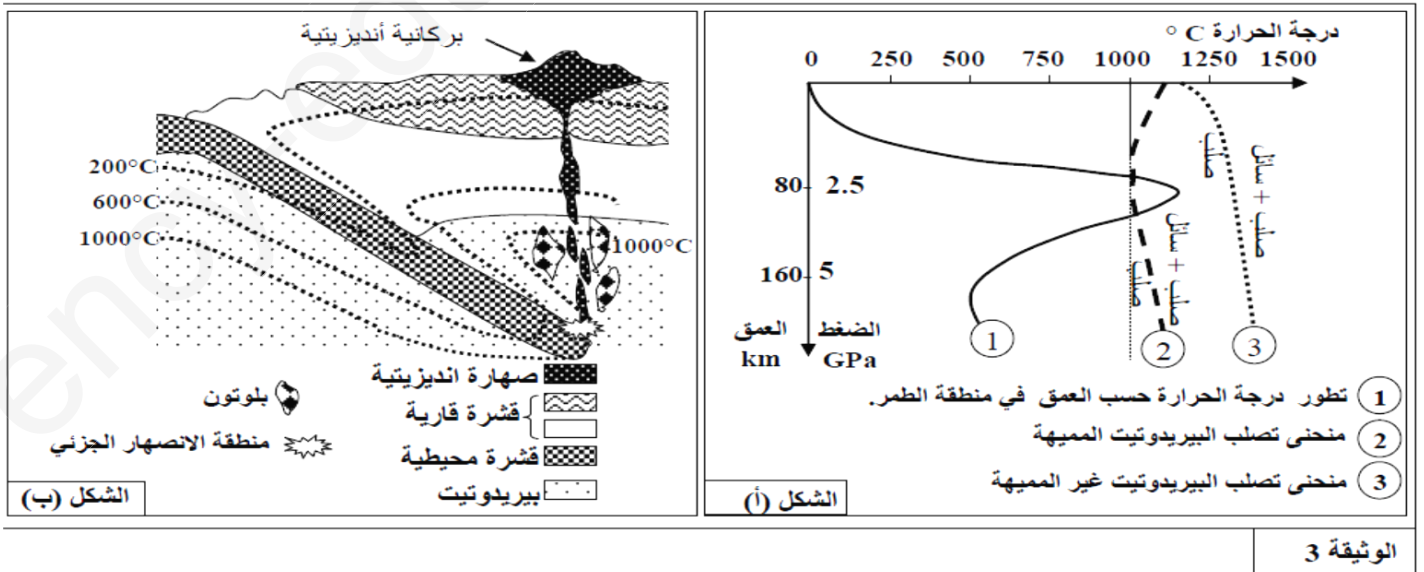 درجة الحرارة C °
0 250 500 750 1000 1250 1500
80 2.5
160 5
صلب
صلب + سائل
صلب
صلب + سائل
العمق
km
الضغط
GPa
1
2
3
1 تطور درجة الحرارة حسب العمق في منطقة الطمر.
2 منحنى تصلب البيريدوتيت المميهة
3 منحنى تصلب البيريدوتيت غير المميهة
الشكل (أ)
بركانية أنديزيتية
200°C
600°C
1000°C
1000°C
صهارة انديزيتية
قشرة قارية
قشرة محيطية
بيريدوتيت
بلوتون
منطقة الانصهار الجزئي
الشكل (ب)
الوثيقة 3